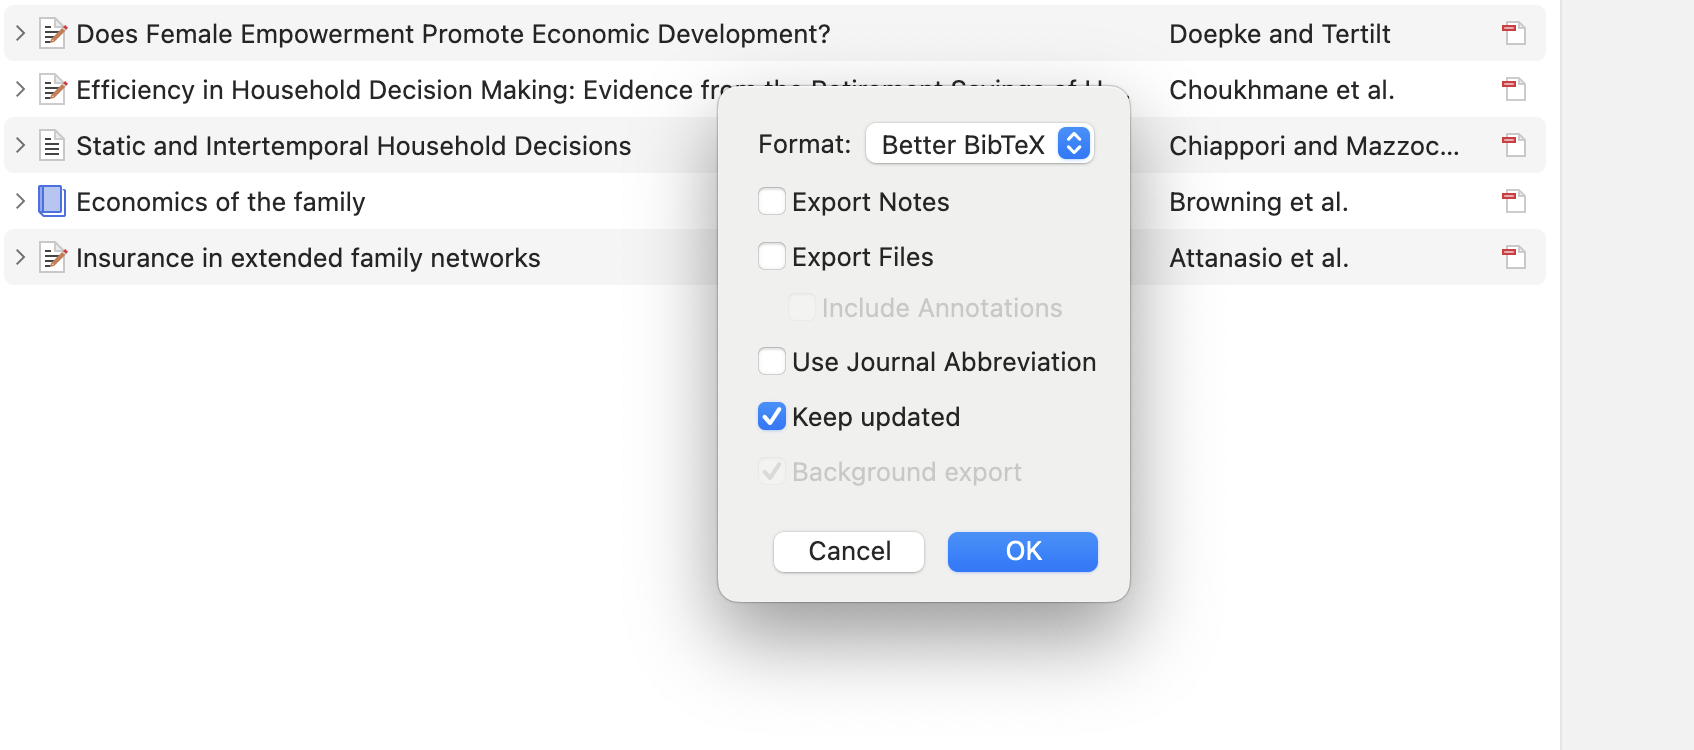 Does Female Empowerment Promote Economic Development? Doepke and Tertilt
Efficiency in Household Decision Making: Evidence Choukhmane et al.
Static and Intertemporal Household Decisions Chiappori and Mazzoc...
Economics of the family Browning et al.
Insurance in extended family networks Attanasio et al.
Format: Better BibTeX
Export Notes
Export Files
Include Annotations
Use Journal Abbreviation
Keep updated
Background export
Cancel OK